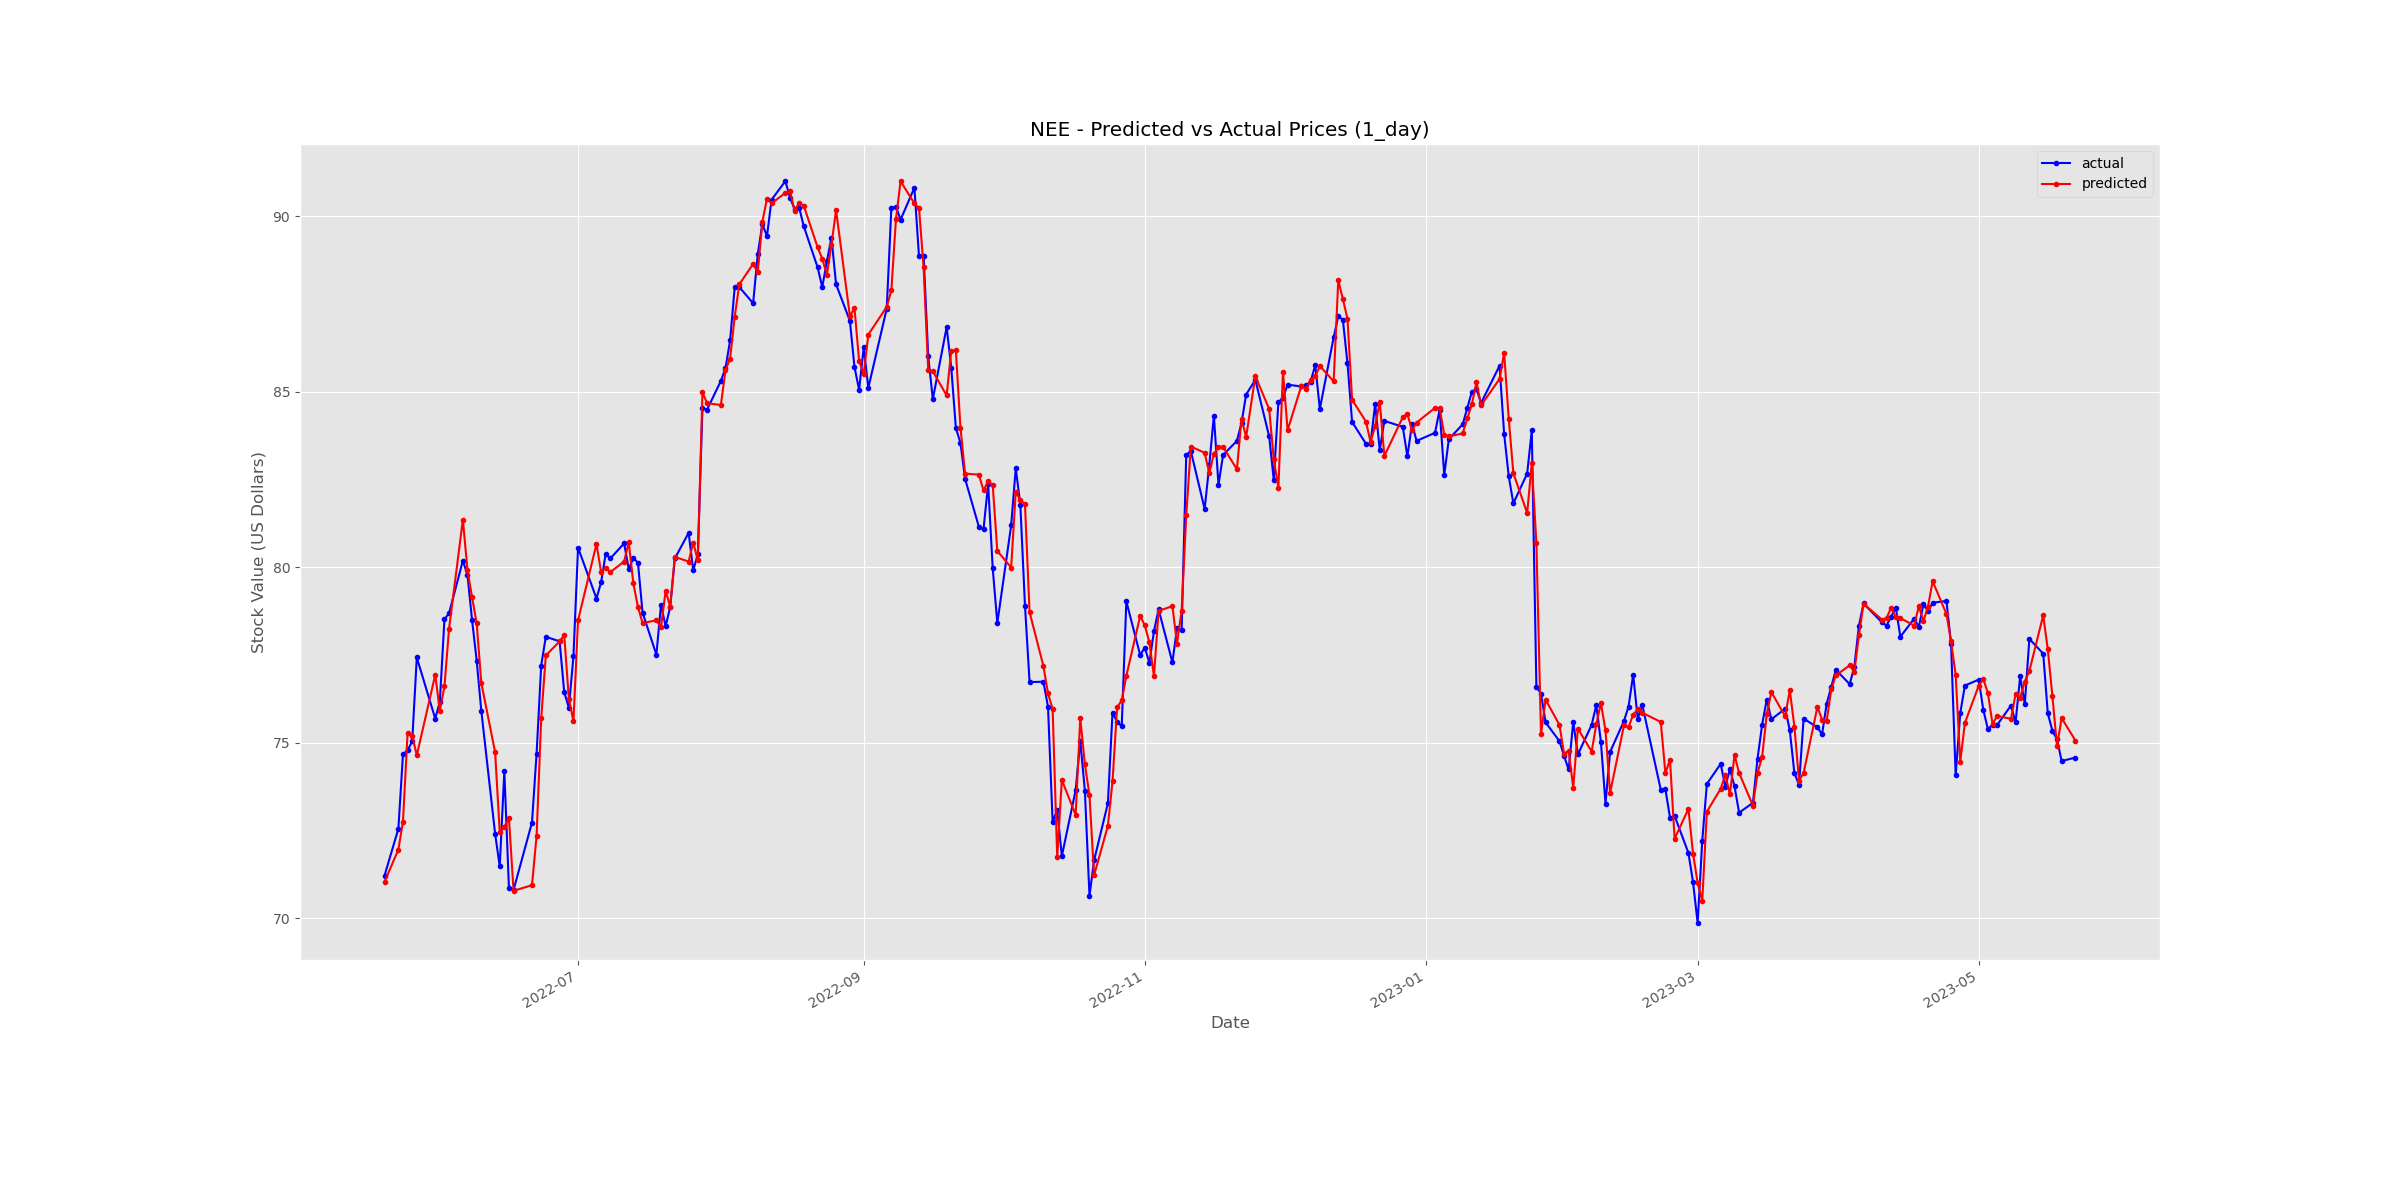 NEE - Predicted vs Actual Prices (1_day)
actual
predicted
Stock Value (US Dollars)
90
85
80
75
70
2022-07
2022-09
2022-11
2023-01
2023-03
2023-05
Date